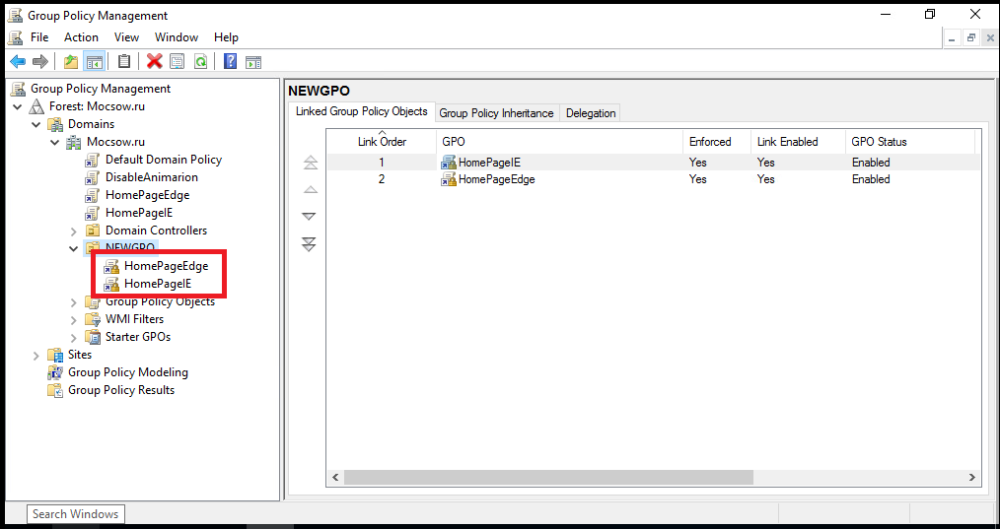 Group Policy Management
File Action View Window Help
Group Policy Management
Forest: Mocsow.ru
Domains
Mocsow.ru
Default Domain Policy
DisableAnimarion
HomePageEdge
HomePageIE
Domain Controllers
NEWGPO
HomePageEdge
HomePageIE
Group Policy Objects
WMI Filters
Starter GPOs
Sites
Group Policy Modeling
Group Policy Results
NEWGPO
Linked Group Policy Objects Group Policy Inheritance Delegation
Link Order GPO Enforced Link Enabled GPO Status
1 HomePageIE Yes Yes Enabled
2 HomePageEdge Yes Yes Enabled
Search Windows